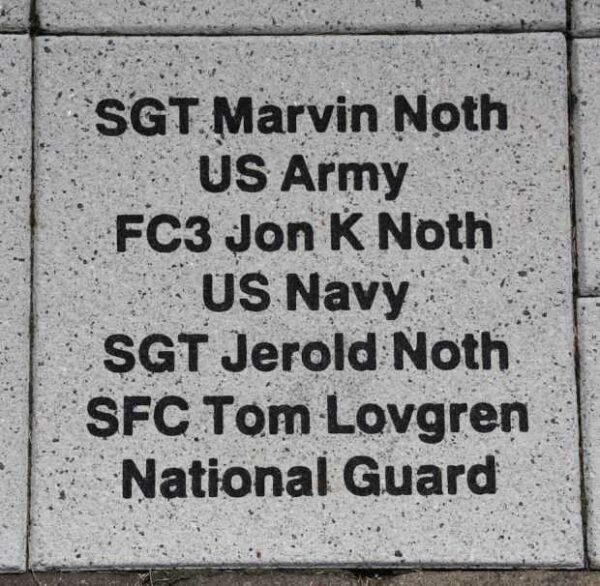 SGT Marvin Noth
US Army
FC3 Jon K Noth
US Navy
SGT Jerold Noth
SFC Tom Lovgren
National Guard